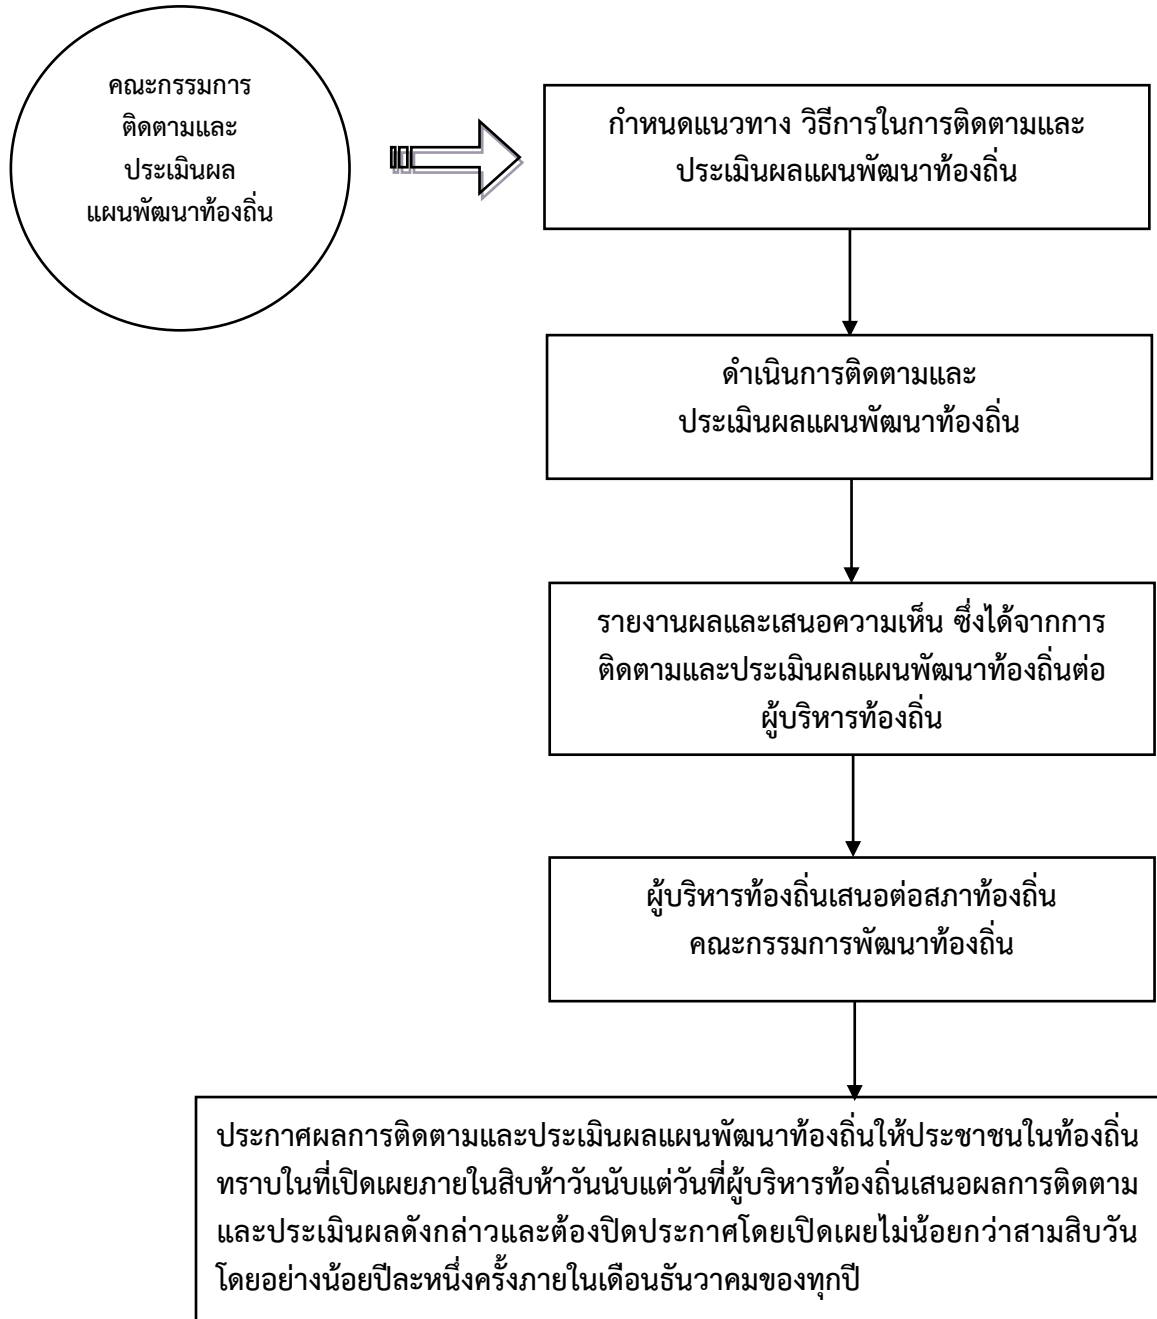 คณะกรรมการ
ติดตามและ
ประเมินผล
แผนพัฒนาท้องถิ่น
กำหนดแนวทาง วิธีการในการติดตามและ
ประเมินผลแผนพัฒนาท้องถิ่น
ดำเนินการติดตามและ
ประเมินผลแผนพัฒนาท้องถิ่น
รายงานผลและเสนอความเห็น ซึ่งได้จากการ
ติดตามและประเมินผลแผนพัฒนาท้องถิ่นต่อ
ผู้บริหารท้องถิ่น
ผู้บริหารท้องถิ่นเสนอต่อสภาท้องถิ่น
คณะกรรมการพัฒนาท้องถิ่น
ประกาศผลการติดตามและประเมินผลแผนพัฒนาท้องถิ่นให้ประชาชนในท้องถิ่น
ทราบในที่เปิดเผยภายในสิบห้าวันนับแต่วันที่ผู้บริหารท้องถิ่นเสนอผลการติดตาม
และประเมินผลดังกล่าวและต้องปิดประกาศโดยเปิดเผยไม่น้อยกว่าสามสิบวัน
โดยอย่างน้อยปีละหนึ่งครั้งภายในเดือนธันวาคมของทุกปี